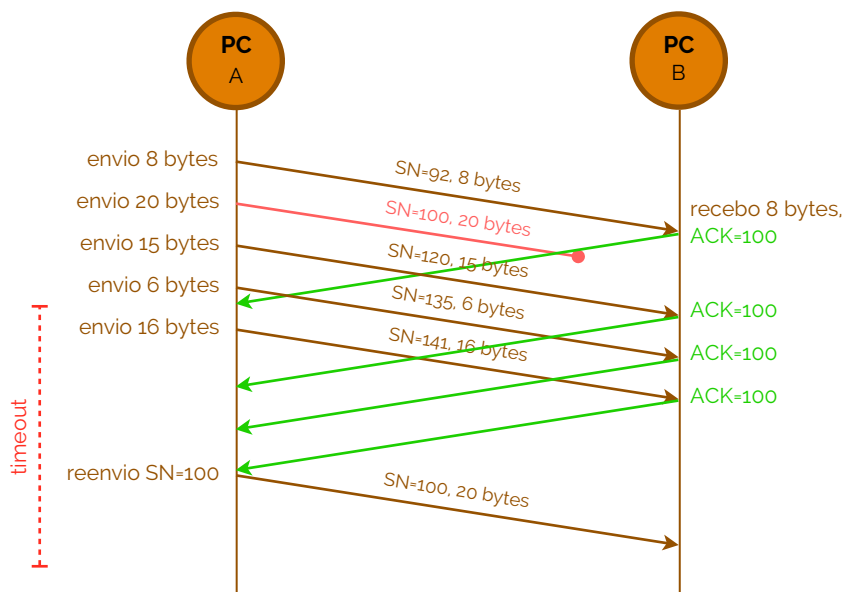 PC
A
PC
B
envio 8 bytes
SN=92, 8 bytes
envio 20 bytes
SN=100, 20 bytes
recebo 8 bytes,
ACK=100
envio 15 bytes
SN=120, 15 bytes
envio 6 bytes
SN=135, 6 bytes
ACK=100
envio 16 bytes
SN=141, 16 bytes
ACK=100
ACK=100
timeout
reenvio SN=100
SN=100, 20 bytes